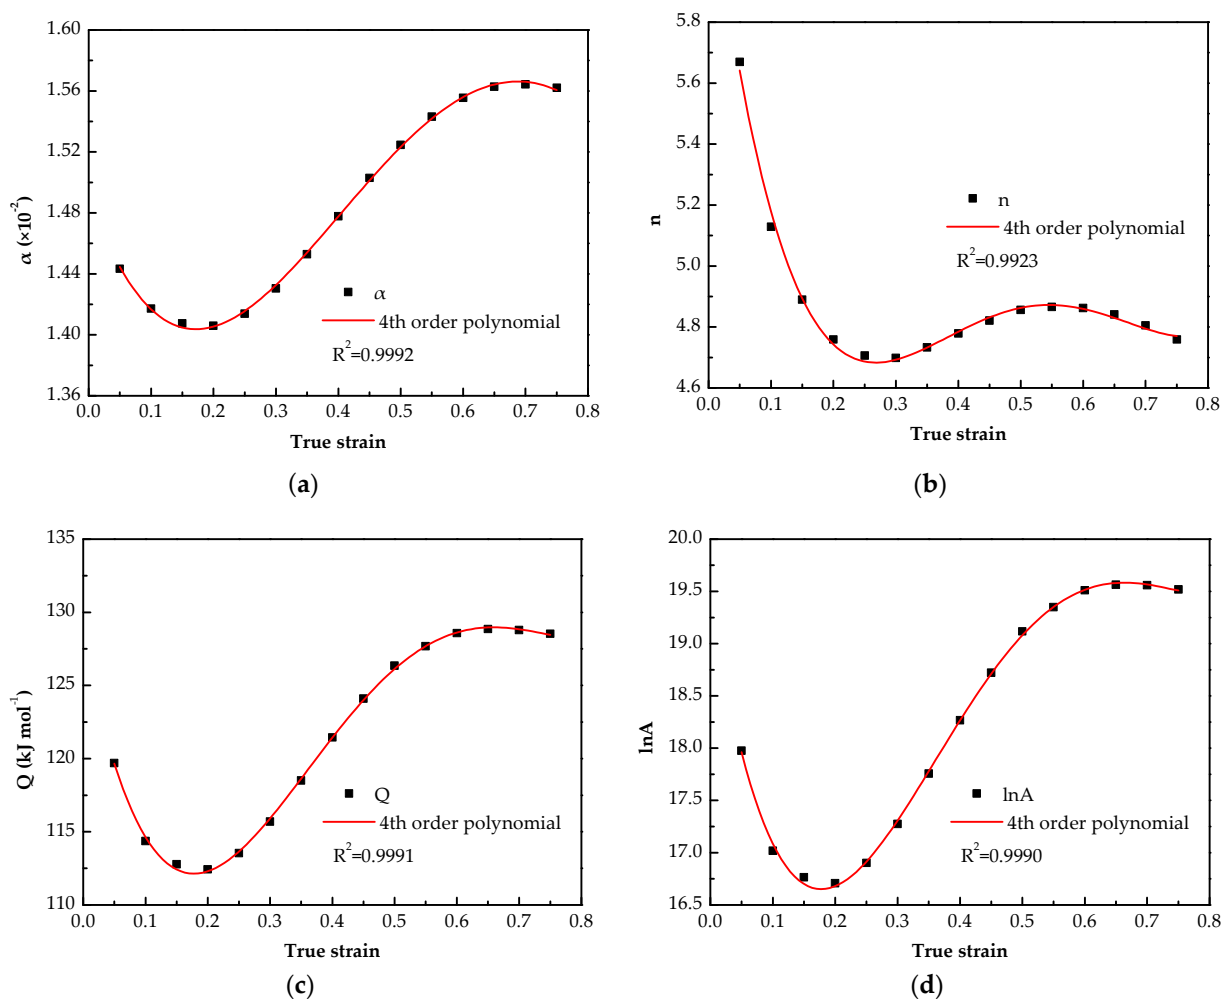 (a)
1.60
1.56
1.52
1.48
1.44
1.40
1.36
α (×10⁻²)
α
4th order polynomial
R²=0.9992
0.0 0.1 0.2 0.3 0.4 0.5 0.6 0.7 0.8
True strain
(b)
5.8
5.6
5.4
5.2
5.0
4.8
4.6
n
n
4th order polynomial
R²=0.9923
0.0 0.1 0.2 0.3 0.4 0.5 0.6 0.7 0.8
True strain
(c)
135
130
125
120
115
110
Q (kJ mol⁻¹)
Q
4th order polynomial
R²=0.9991
0.0 0.1 0.2 0.3 0.4 0.5 0.6 0.7 0.8
True strain
(d)
20.0
19.5
19.0
18.5
18.0
17.5
17.0
16.5
lnA
lnA
4th order polynomial
R²=0.9990
0.0 0.1 0.2 0.3 0.4 0.5 0.6 0.7 0.8
True strain